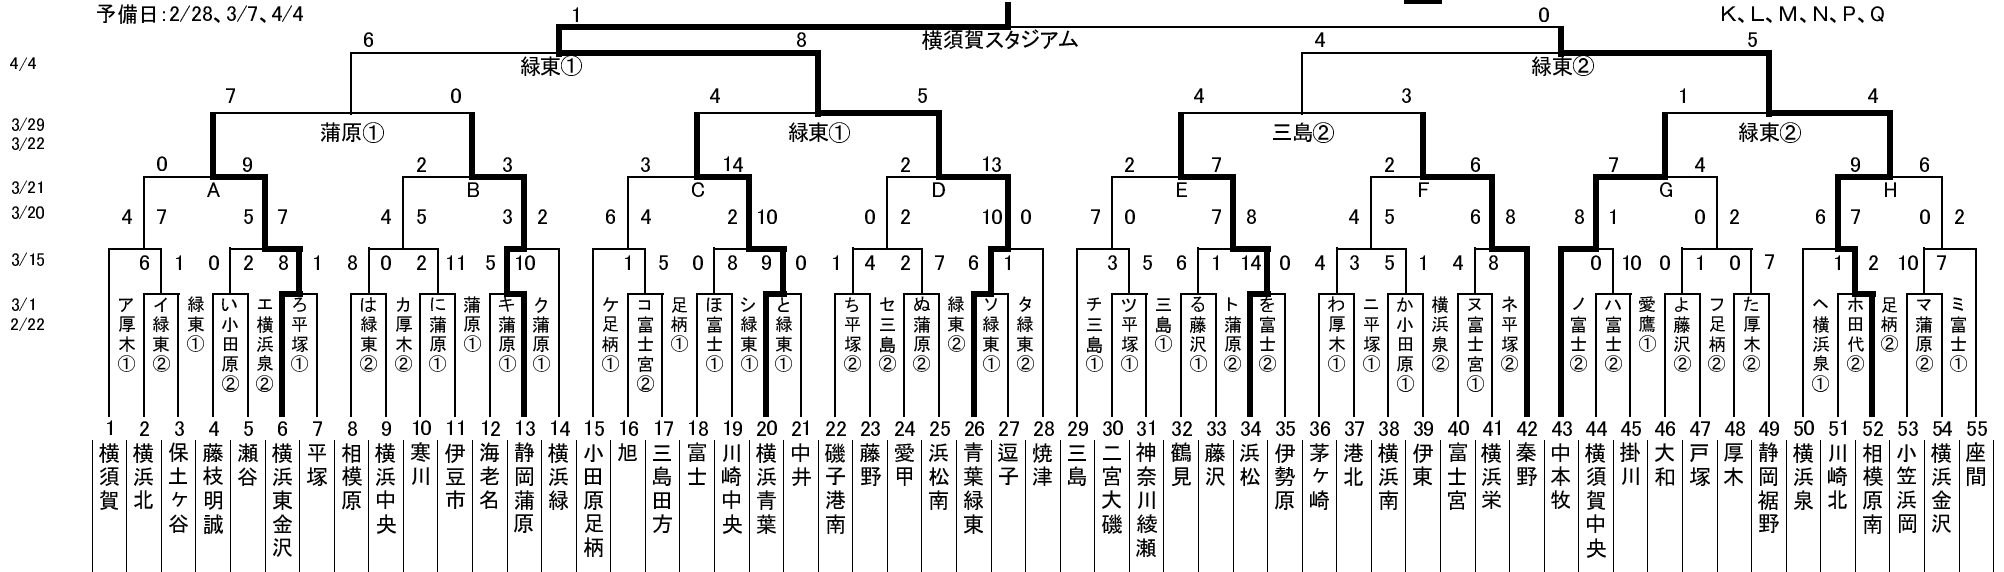 予備日:2/28、3/7、4/4
1
0
K、L、M、N、P、Q
6
8
横須賀スタジアム
4
5
4/4
緑東①
緑東②
7
0
4
5
4
3
1
4
3/29
3/22
蒲原①
緑東①
三島②
緑東②
0 9 2 3 3 14 2 13 2 7 2 6 7 4 9 6
3/21
A B C D E F G H
3/20
4 7 5 7 4 5 3 2 6 4 2 10 0 2 10 0 7 0 7 8 4 5 6 8 8 1 0 2 6 7 0 2
3/15
6 1 0 2 8 1 8 0 2 11 5 10 1 5 0 8 9 0 1 4 2 7 6 1 3 5 6 1 14 0 4 3 5 1 4 8 0 10 0 1 0 7 1 2 10 7
3/1
2/22
ア厚木①
イ緑東②
緑東①
い小田原②
エ横浜泉②
ろ平塚①
は緑東②
カ厚木②
に蒲原①
蒲原①
キ蒲原①
ク蒲原①
ケ足柄①
コ富士宮②
足柄①
ほ富士①
シ緑東①
と緑東①
ち平塚②
セ三島②
ぬ蒲原②
緑東②
ソ緑東①
タ緑東②
チ三島①
ツ平塚①
三島①
る藤沢①
ト蒲原②
を富士②
わ厚木①
ニ平塚①
か小田原①
横浜泉②
ヌ富士宮①
ネ平塚②
ノ富士②
ハ富士②
愛鷹①
よ藤沢②
フ足柄②
た厚木②
ヘ横浜泉①
ホ田代②
足柄②
マ蒲原②
ミ富士①
1 横須賀
2 横浜北
3 保土ヶ谷
4 藤枝明誠
5 瀬谷
6 横浜東金沢
7 平塚
8 相模原
9 横浜中央
10 寒川
11 伊豆市
12 海老名
13 静岡蒲原
14 横浜緑
15 小田原足柄
16 旭
17 三島田方
18 富士
19 川崎中央
20 横浜青葉
21 中井
22 磯子港南
23 藤野
24 愛甲
25 浜松南
26 青葉緑東
27 逗子
28 焼津
29 三島
30 二宮大磯
31 神奈川綾瀬
32 鶴見
33 藤沢
34 浜松
35 伊勢原
36 茅ヶ崎
37 港北
38 横浜南
39 伊東
40 富士宮
41 横浜栄
42 秦野
43 中本牧
44 横須賀中央
45 掛川
46 大和
47 戸塚
48 厚木
49 静岡裾野
50 横浜泉
51 川崎北
52 相模原南
53 小笠浜岡
54 横浜金沢
55 座間